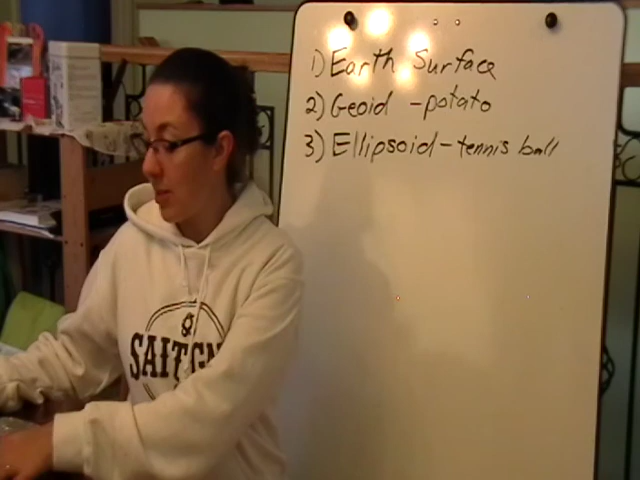 1) Earth Surface
2) Geoid - potato
3) Ellipsoid - tennis ball
SAITGN